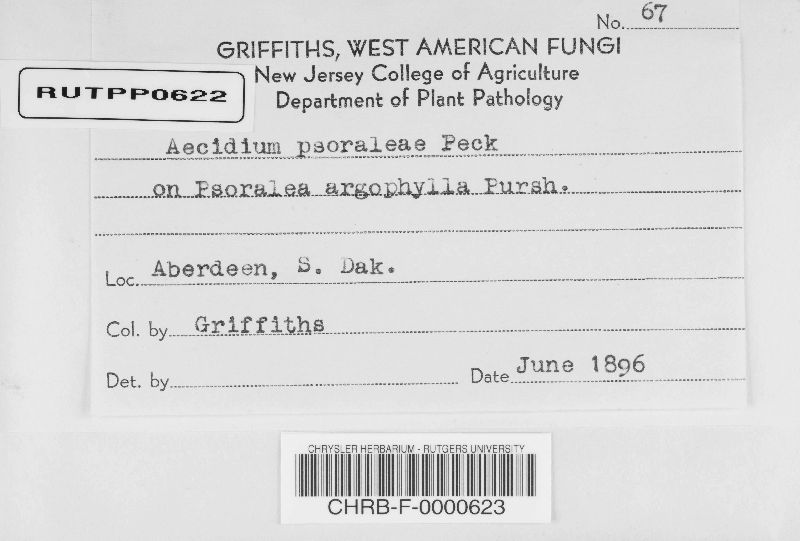 No. 67
GRIFFITHS, WEST AMERICAN FUNGI
New Jersey College of Agriculture
Department of Plant Pathology
RUTPP0622
Aecidium psoraleae Peck
on Psoralea argophylla Pursh.
Loc. Aberdeen, S. Dak.
Col. by Griffiths
Det. by
Date June 1896
CHRYSLER HERBARIUM - RUTGERS UNIVERSITY
CHRB-F-0000623